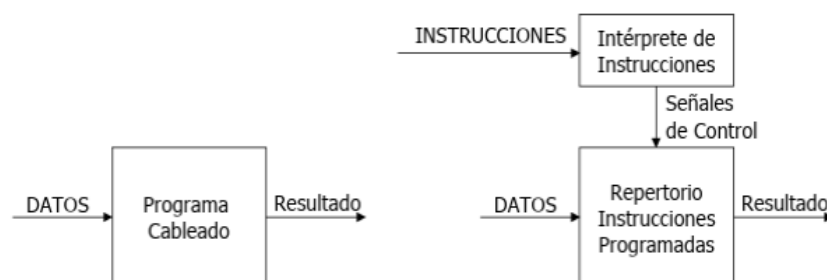 DATOS
Programa
Cableado
Resultado
INSTRUCCIONES
Intérprete de
Instrucciones
Señales
de Control
DATOS
Repertorio
Instrucciones
Programadas
Resultado